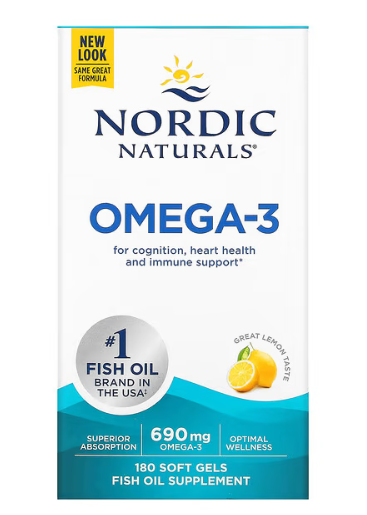 NEW
LOOK
SAME GREAT
FORMULA
NORDIC
NATURALS®
OMEGA-3
for cognition, heart health
and immune support*
#1
FISH OIL
BRAND IN
THE USA‡
GREAT LEMON TASTE
SUPERIOR
ABSORPTION
690 mg
OMEGA-3
OPTIMAL
WELLNESS
180 SOFT GELS
FISH OIL SUPPLEMENT